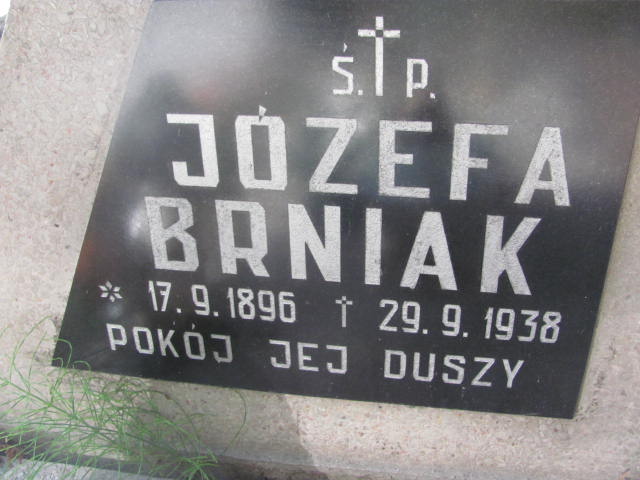 Ś. † P.
JÓZEFA
BRNIAK
* 17. 9. 1896 † 29. 9. 1938
POKÓJ JEJ DUSZY